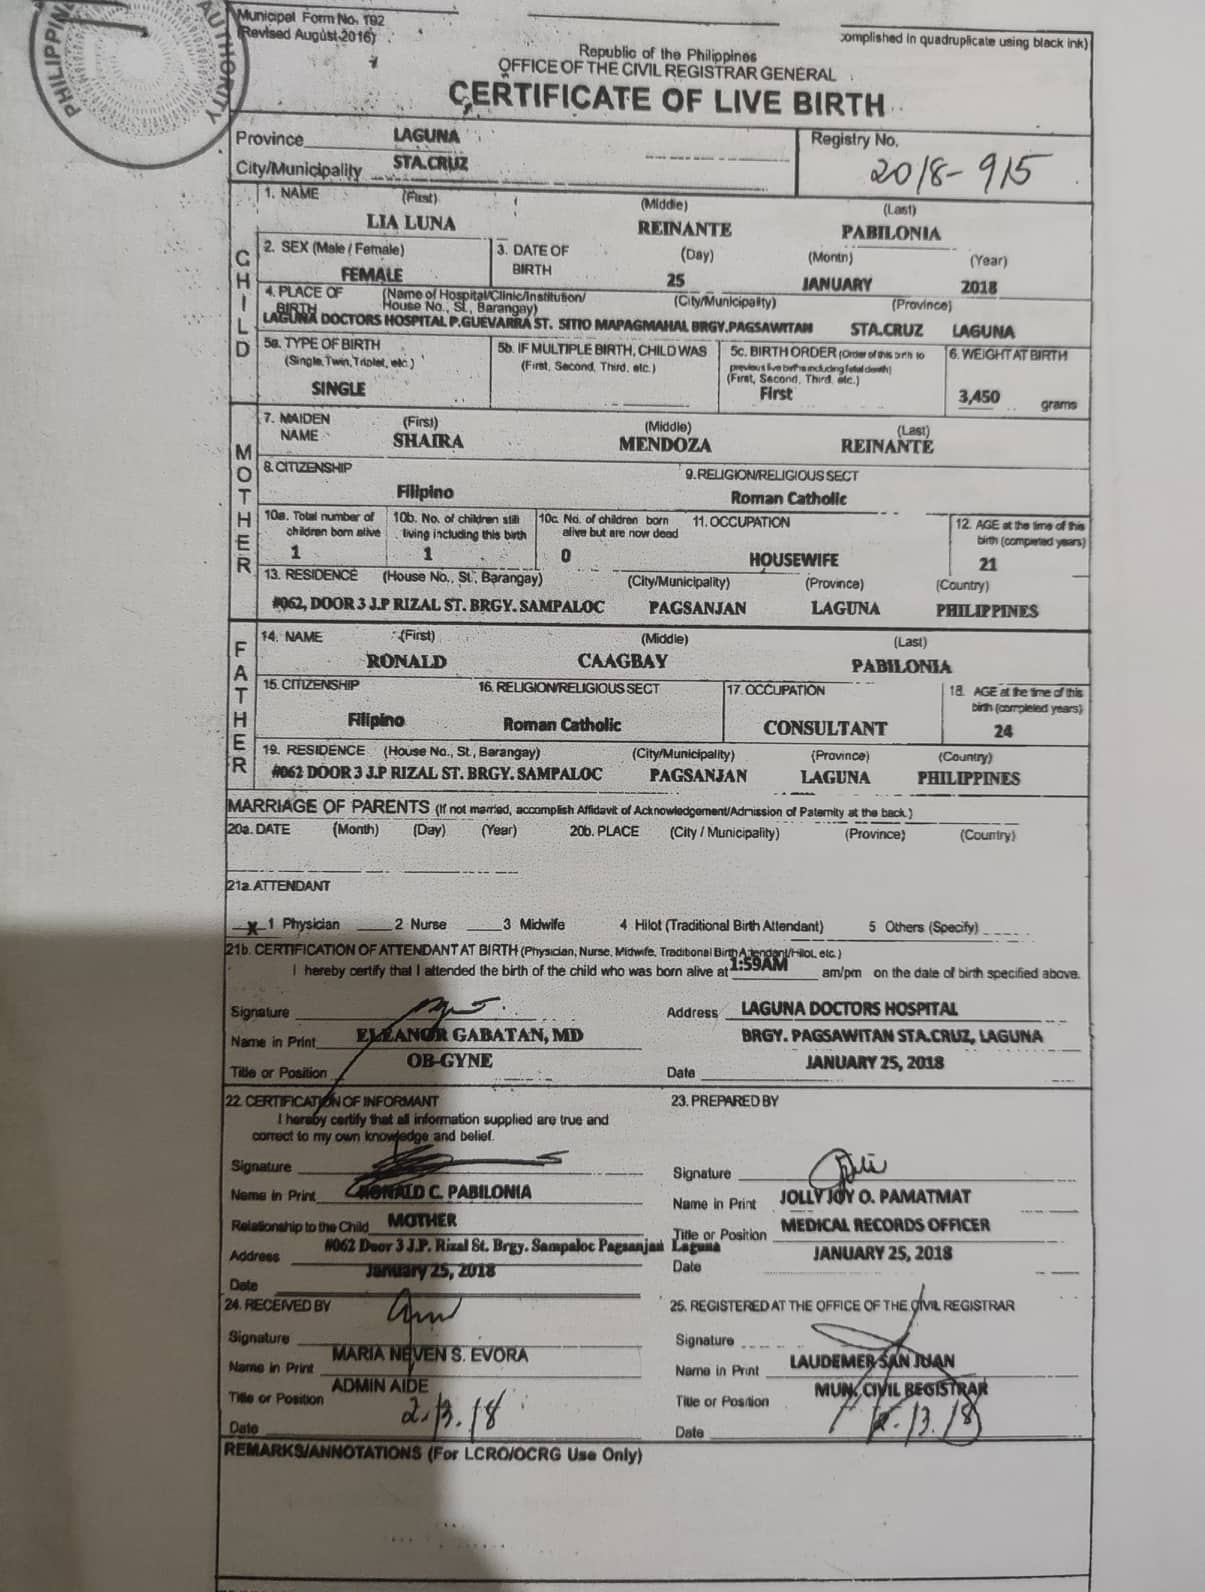 PHILIPPIN
AUTHORITY
Municipal Form No. 102
(Revised August 2016)
omplished in quadruplicate using black ink)
Republic of the Philippines
OFFICE OF THE CIVIL REGISTRAR GENERAL
CERTIFICATE OF LIVE BIRTH
Province LAGUNA
City/Municipality STA.CRUZ
Registry No.
2018-915
CHILD
1. NAME (First) (Middle) (Last)
LIA LUNA REINANTE PABILONIA
2. SEX (Male / Female) 3. DATE OF BIRTH (Day) (Month) (Year)
FEMALE 25 JANUARY 2018
4. PLACE OF BIRTH (Name of Hospital/Clinic/Institution/ House No., St., Barangay) (City/Municipality) (Province)
LAGUNA DOCTORS HOSPITAL P.GUEVARRA ST. SITIO MAPAGMAHAL BRGY.PAGSAWITAN STA.CRUZ LAGUNA
5a. TYPE OF BIRTH (Single, Twin, Triplet, etc.) 5b. IF MULTIPLE BIRTH, CHILD WAS (First, Second, Third, etc.) 5c. BIRTH ORDER (Order of this birth to previous live births including fetal death) (First, Second, Third, etc.) 6. WEIGHT AT BIRTH
SINGLE First 3,450 grams
MOTHER
7. MAIDEN NAME (First) (Middle) (Last)
SHAIRA MENDOZA REINANTE
8. CITIZENSHIP 9. RELIGION/RELIGIOUS SECT
Filipino Roman Catholic
10a. Total number of children born alive 10b. No. of children still living including this birth 10c. No. of children born alive but are now dead 11. OCCUPATION 12. AGE at the time of this birth (completed years)
1 1 0 HOUSEWIFE 21
13. RESIDENCE (House No., St., Barangay) (City/Municipality) (Province) (Country)
#062, DOOR 3 J.P RIZAL ST. BRGY. SAMPALOC PAGSANJAN LAGUNA PHILIPPINES
FATHER
14. NAME (First) (Middle) (Last)
RONALD CAAGBAY PABILONIA
15. CITIZENSHIP 16. RELIGION/RELIGIOUS SECT 17. OCCUPATION 18. AGE at the time of this birth (completed years)
Filipino Roman Catholic CONSULTANT 24
19. RESIDENCE (House No., St., Barangay) (City/Municipality) (Province) (Country)
#062 DOOR 3 J.P RIZAL ST. BRGY. SAMPALOC PAGSANJAN LAGUNA PHILIPPINES
MARRIAGE OF PARENTS (If not married, accomplish Affidavit of Acknowledgement/Admission of Paternity at the back.)
20a. DATE (Month) (Day) (Year) 20b. PLACE (City / Municipality) (Province) (Country)
21a. ATTENDANT
X 1 Physician 2 Nurse 3 Midwife 4 Hilot (Traditional Birth Attendant) 5 Others (Specify)
21b. CERTIFICATION OF ATTENDANT AT BIRTH (Physician, Nurse, Midwife, Traditional Birth Attendant/Hilot, etc.)
I hereby certify that I attended the birth of the child who was born alive at 1:59AM am/pm on the date of birth specified above.
Signature Address LAGUNA DOCTORS HOSPITAL
Name in Print ELEANOR GABATAN, MD BRGY. PAGSAWITAN STA.CRUZ, LAGUNA
Title or Position OB-GYNE Date JANUARY 25, 2018
22. CERTIFICATION OF INFORMANT
I hereby certify that all information supplied are true and
correct to my own knowledge and belief.
Signature
Name in Print RONALD C. PABILONIA
Relationship to the Child MOTHER
Address #062 Door 3 J.P. Rizal St. Brgy. Sampaloc Pagsanjan Laguna
Date January 25, 2018
23. PREPARED BY
Signature
Name in Print JOLLY JOY O. PAMATMAT
Title or Position MEDICAL RECORDS OFFICER
Date JANUARY 25, 2018
24. RECEIVED BY
Signature
Name in Print MARIA NEVEN S. EVORA
Title or Position ADMIN AIDE
Date 2.13.18
25. REGISTERED AT THE OFFICE OF THE CIVIL REGISTRAR
Signature
Name in Print LAUDEMER SAN JUAN
Title or Position MUN. CIVIL REGISTRAR
Date 2.13.18
REMARKS/ANNOTATIONS (For LCRO/OCRG Use Only)